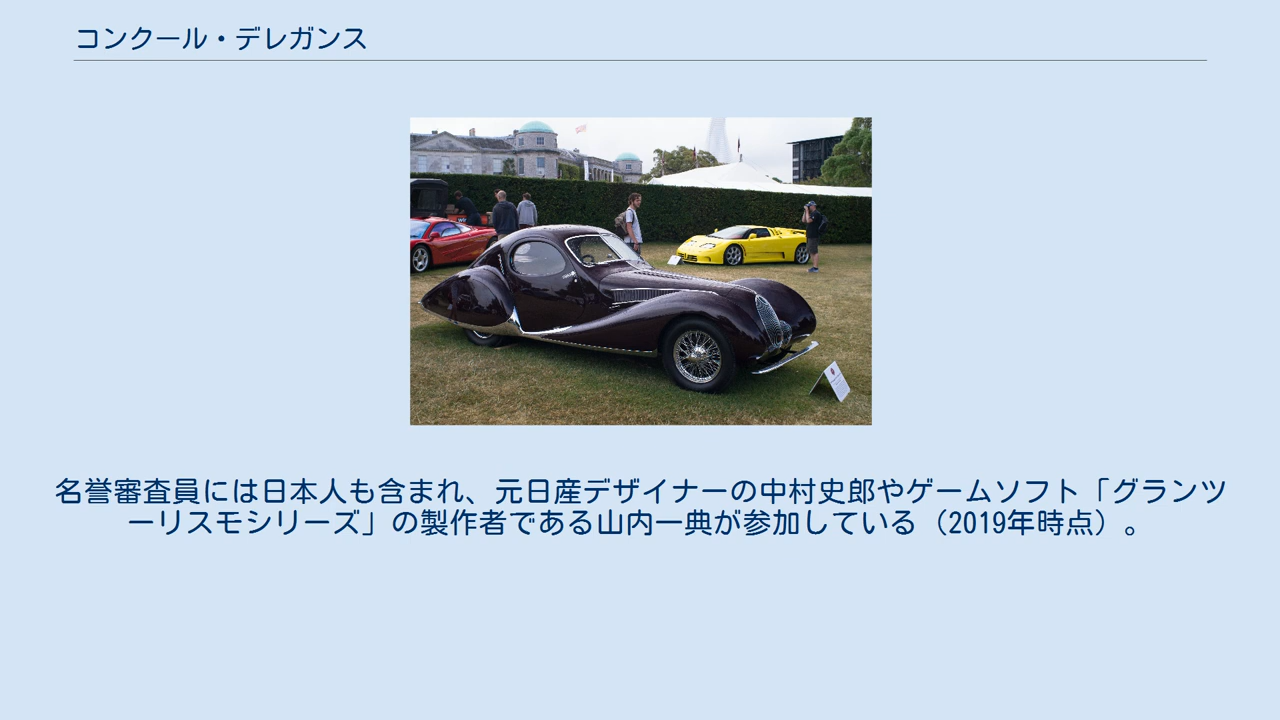 コンクール・デレガンス
名誉審査員には日本人も含まれ、元日産デザイナーの中村史郎やゲームソフト「グランツ
ーリスモシリーズ」の製作者である山内一典が参加している（2019年時点）。